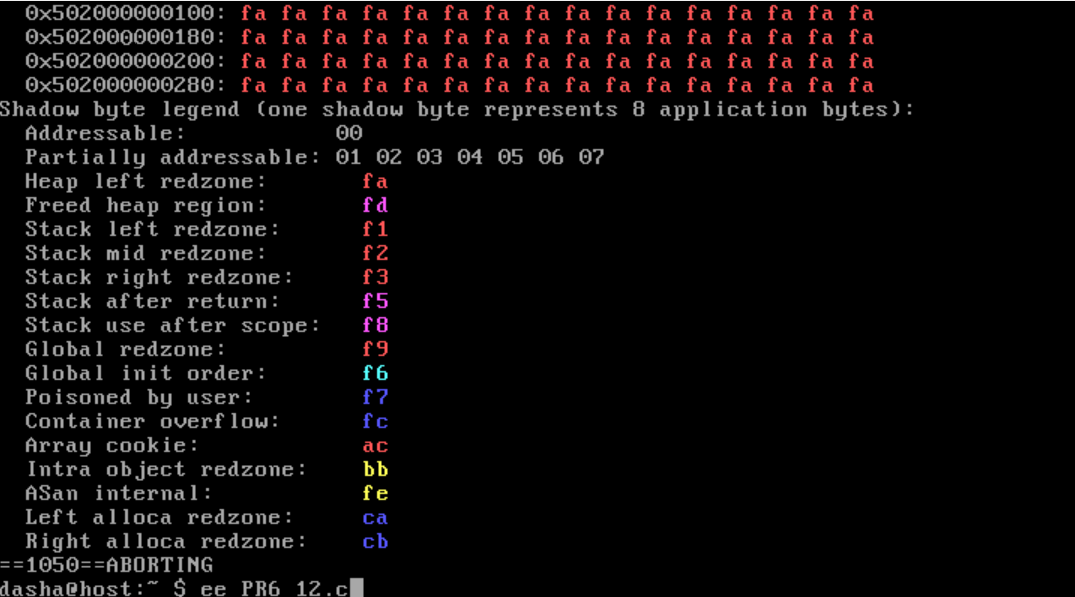 0x502000000100: fa fa fa fa fa fa fa fa fa fa fa fa fa fa fa fa
0x502000000180: fa fa fa fa fa fa fa fa fa fa fa fa fa fa fa fa
0x502000000200: fa fa fa fa fa fa fa fa fa fa fa fa fa fa fa fa
0x502000000280: fa fa fa fa fa fa fa fa fa fa fa fa fa fa fa fa
Shadow byte legend (one shadow byte represents 8 application bytes):
Addressable: 00
Partially addressable: 01 02 03 04 05 06 07
Heap left redzone: fa
Freed heap region: fd
Stack left redzone: f1
Stack mid redzone: f2
Stack right redzone: f3
Stack after return: f5
Stack use after scope: f8
Global redzone: f9
Global init order: f6
Poisoned by user: f7
Container overflow: fc
Array cookie: ac
Intra object redzone: bb
ASan internal: fe
Left alloca redzone: ca
Right alloca redzone: cb
==1050==ABORTING
dasha@host:~ $ ee PR6_12.c